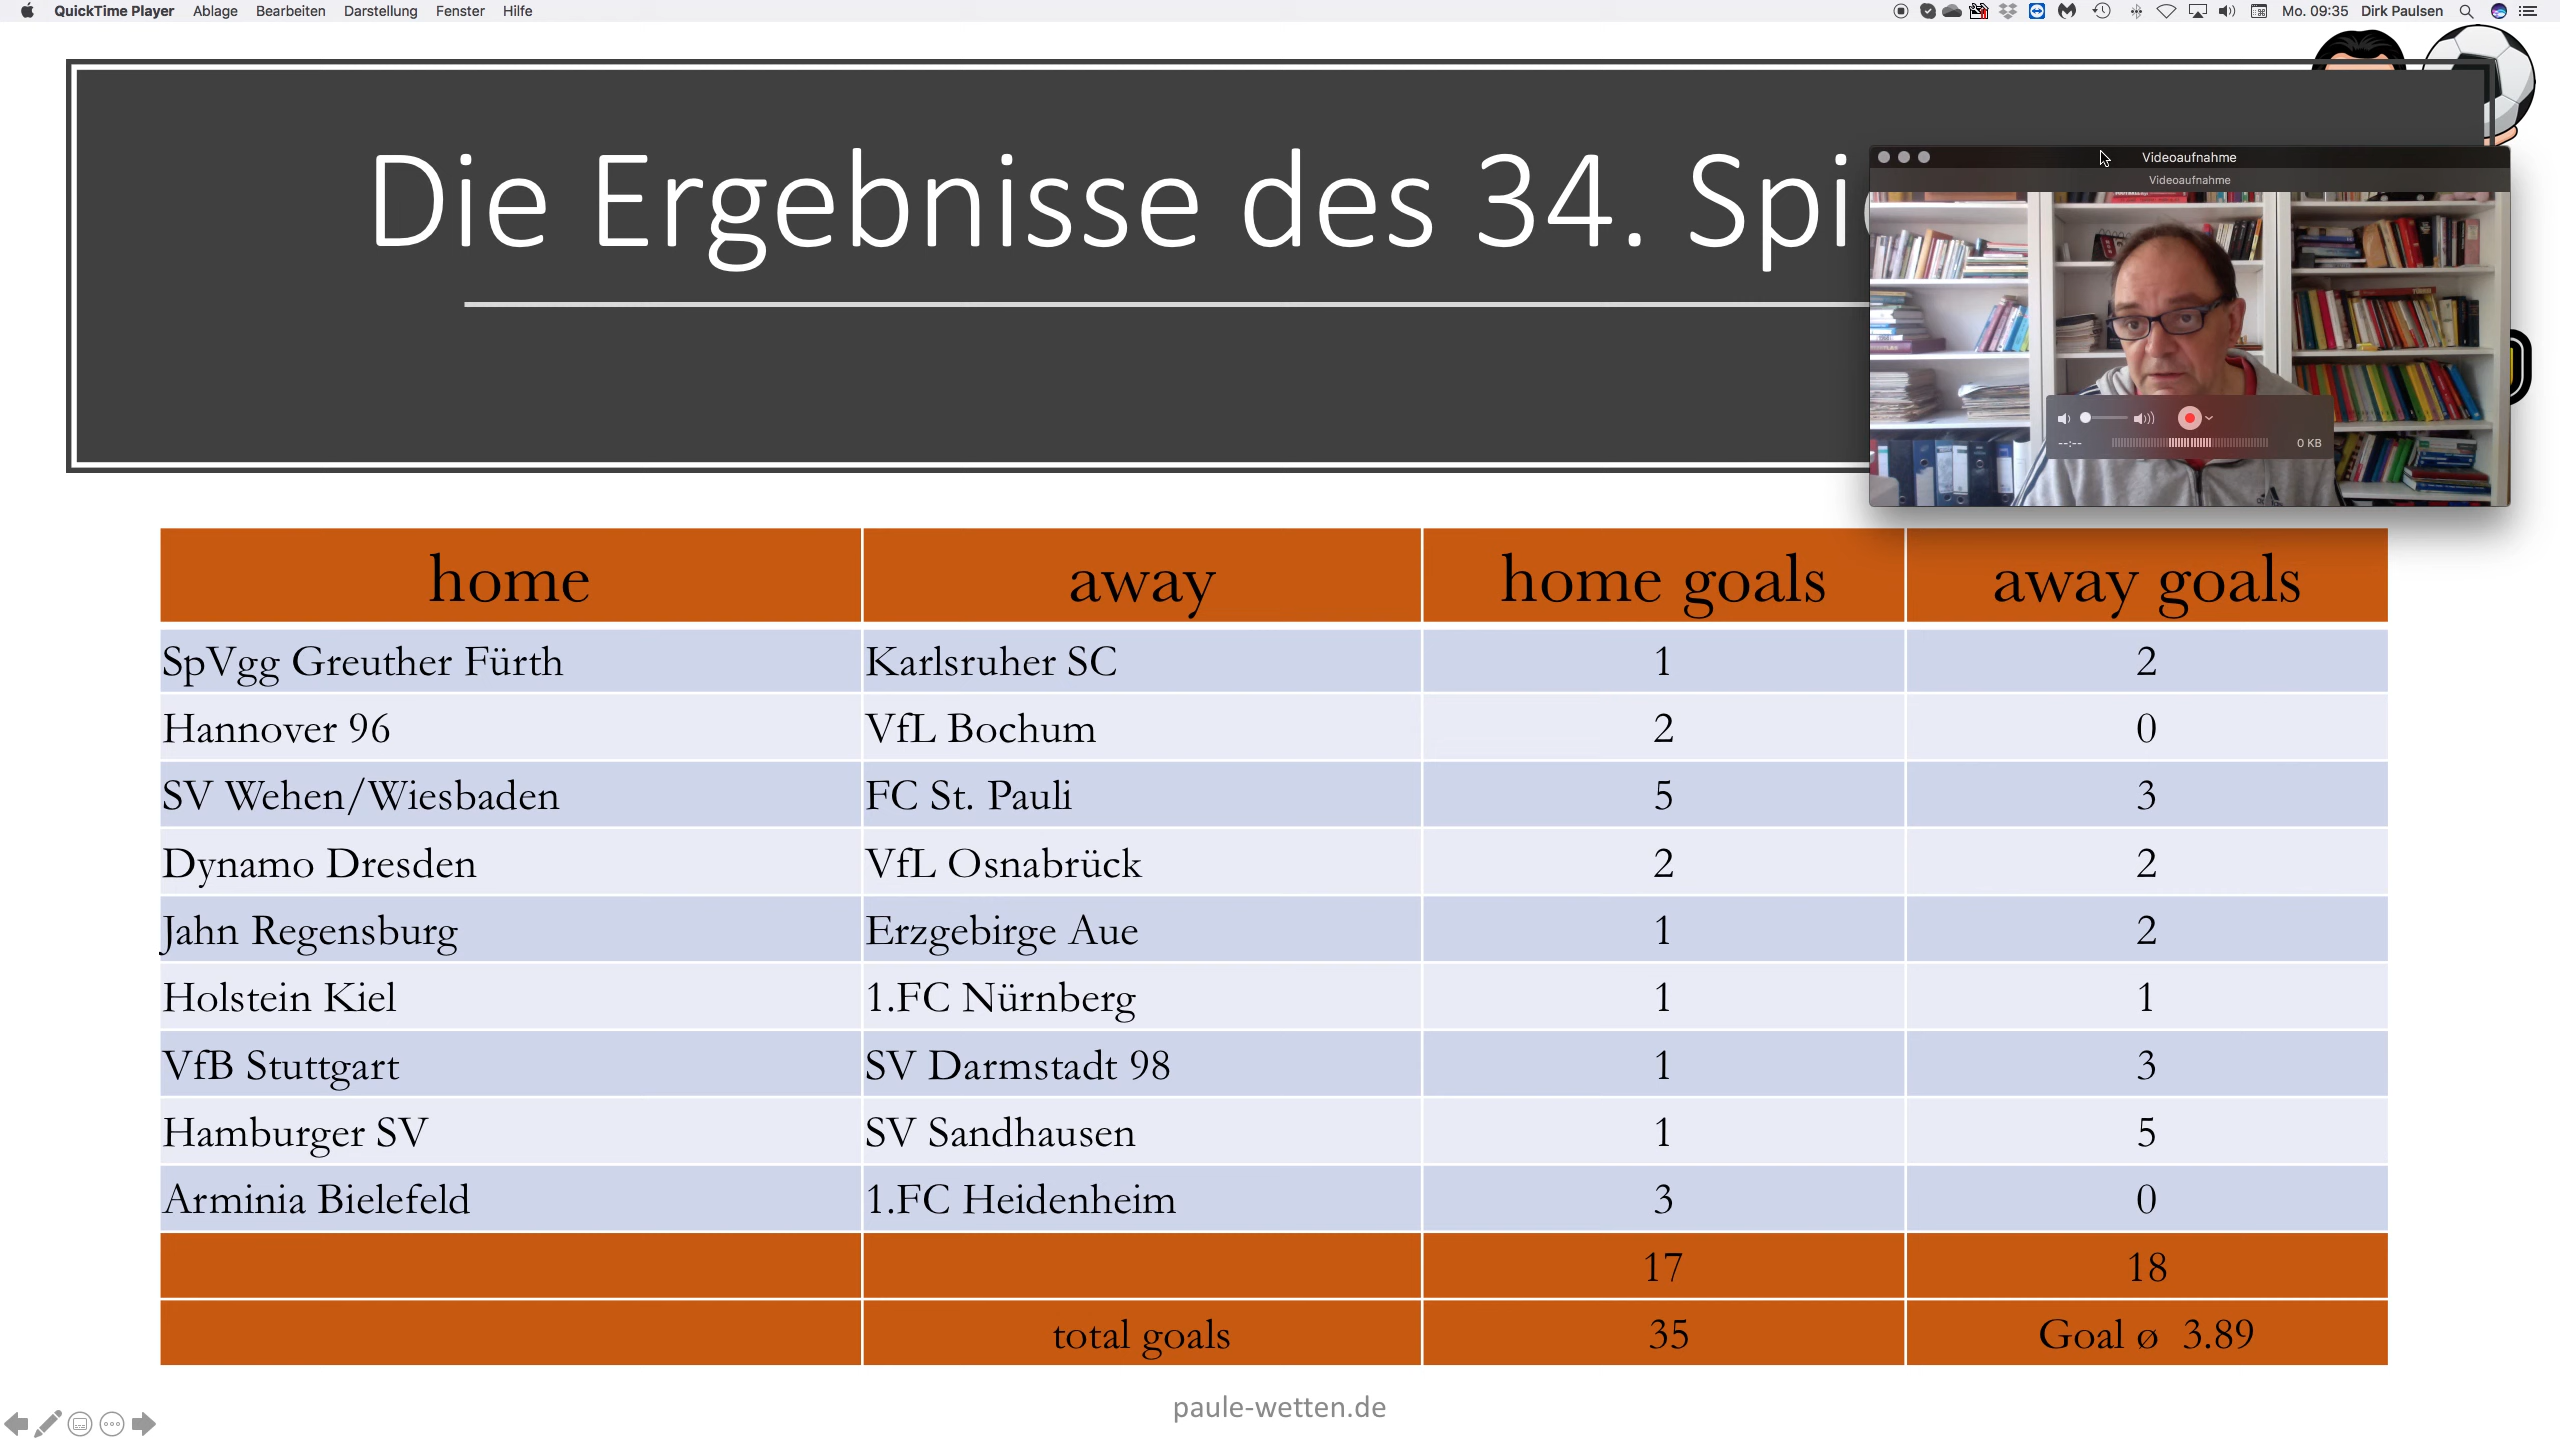 QuickTime Player Ablage Bearbeiten Darstellung Fenster Hilfe Mo. 09:35 Dirk Paulsen
Die Ergebnisse des 34.
Videoaufnahme
Videoaufnahme
--:-- 0 KB
home away home goals away goals
SpVgg Greuther Fürth Karlsruher SC 1 2
Hannover 96 VfL Bochum 2 0
SV Wehen/Wiesbaden FC St. Pauli 5 3
Dynamo Dresden VfL Osnabrück 2 2
Jahn Regensburg Erzgebirge Aue 1 2
Holstein Kiel 1.FC Nürnberg 1 1
VfB Stuttgart SV Darmstadt 98 1 3
Hamburger SV SV Sandhausen 1 5
Arminia Bielefeld 1.FC Heidenheim 3 0
17 18
total goals 35 Goal ø 3.89
paule-wetten.de